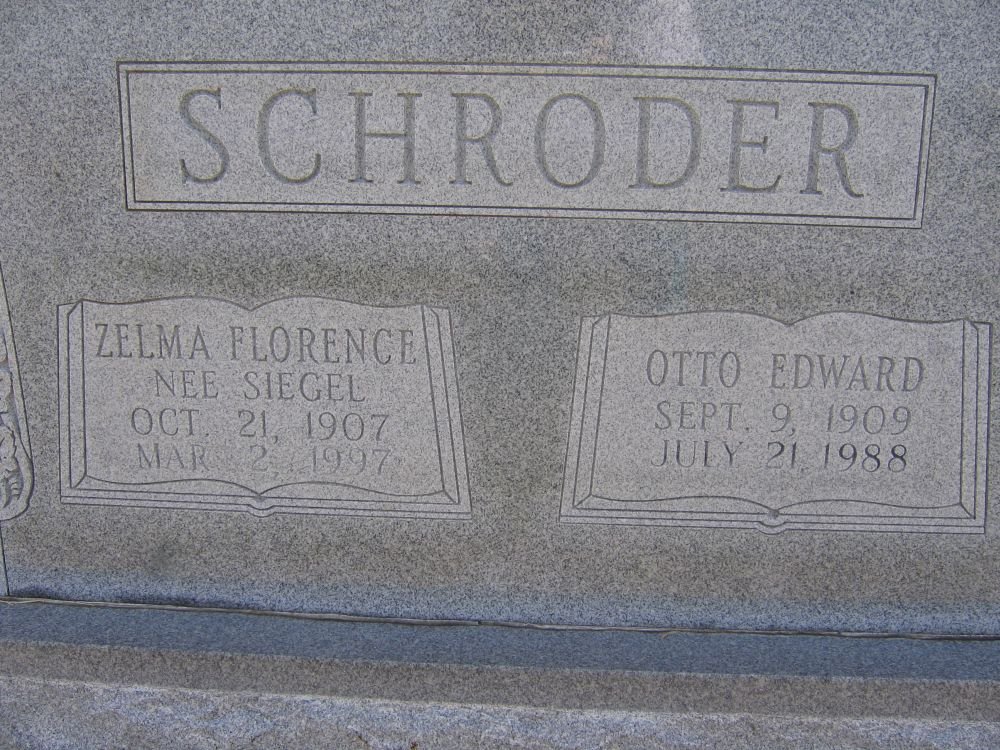 SCHRODER
ZELMA FLORENCE
NEE SIEGEL
OCT. 21, 1907
MAR. 2, 1997
OTTO EDWARD
SEPT. 9, 1909
JULY 21, 1988